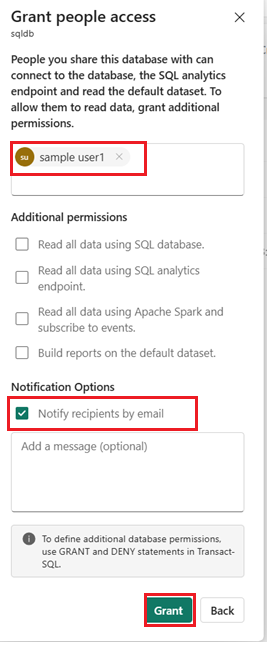 Grant people access
sqldb
People you share this database with can
connect to the database, the SQL analytics
endpoint and read the default dataset. To
allow them to read data, grant additional
permissions.
su sample user1
Additional permissions
Read all data using SQL database.
Read all data using SQL analytics
endpoint.
Read all data using Apache Spark and
subscribe to events.
Build reports on the default dataset.
Notification Options
Notify recipients by email
Add a message (optional)
To define additional database permissions,
use GRANT and DENY statements in Transact-
SQL.
Grant Back